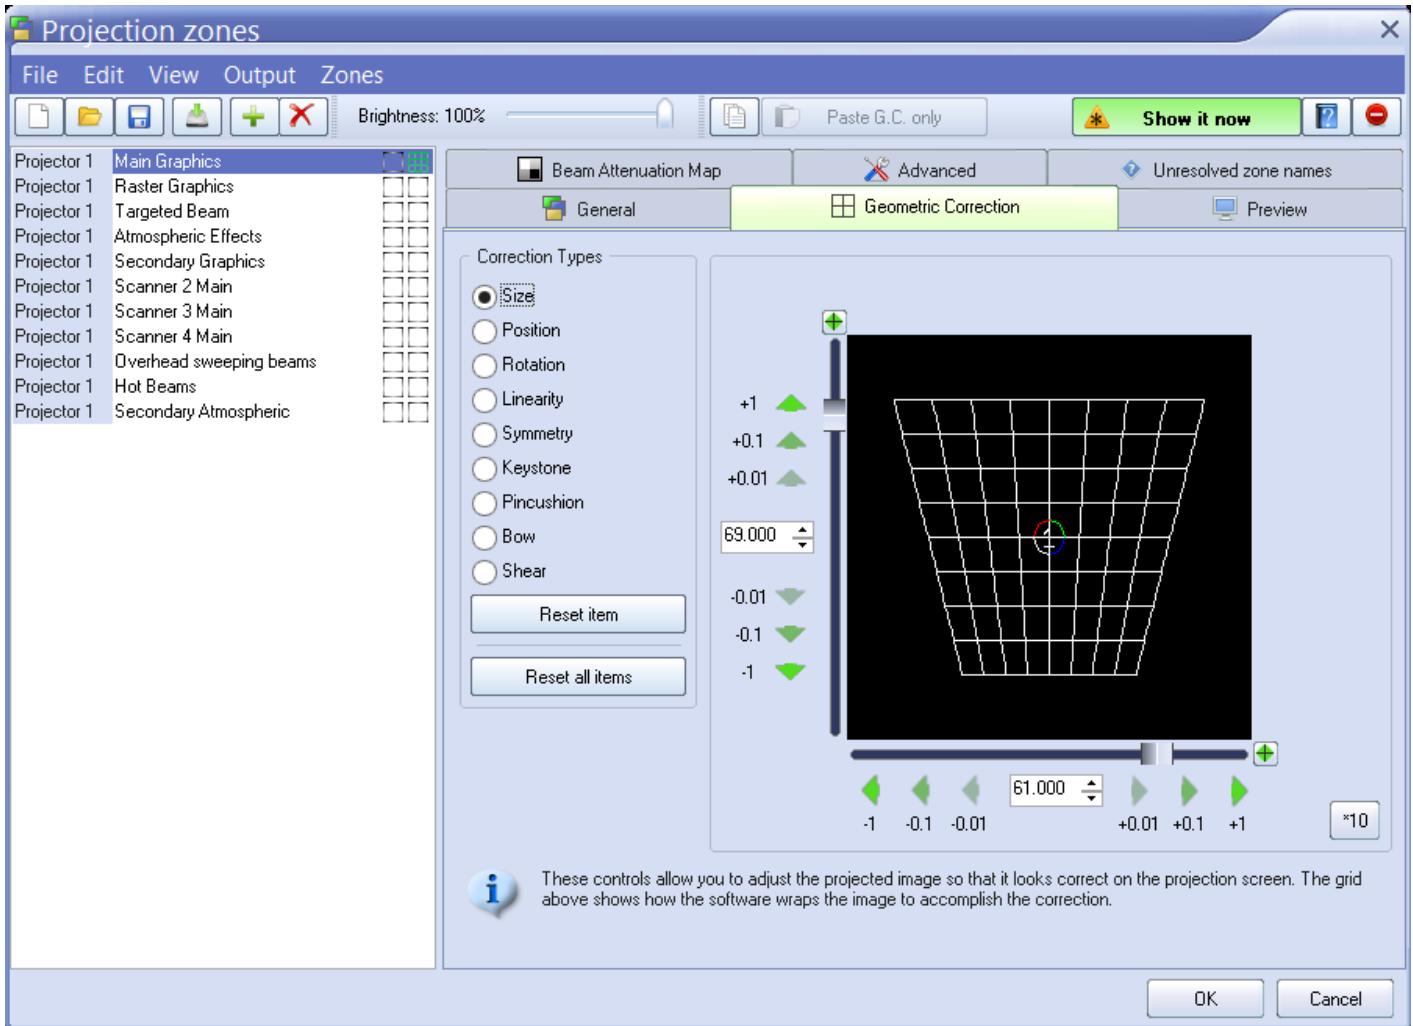 Projection zones
File Edit View Output Zones
Brightness: 100% Paste G.C. only Show it now
Projector 1 Main Graphics
Projector 1 Raster Graphics
Projector 1 Targeted Beam
Projector 1 Atmospheric Effects
Projector 1 Secondary Graphics
Projector 1 Scanner 2 Main
Projector 1 Scanner 3 Main
Projector 1 Scanner 4 Main
Projector 1 Overhead sweeping beams
Projector 1 Hot Beams
Projector 1 Secondary Atmospheric
Beam Attenuation Map Advanced Unresolved zone names
General Geometric Correction Preview
Correction Types
Size
Position
Rotation
Linearity
Symmetry
Keystone
Pincushion
Bow
Shear
Reset item
Reset all items
+1
+0.1
+0.01
69.000
-0.01
-0.1
-1
1
61.000
-1 -0.1 -0.01 +0.01 +0.1 +1
*10
These controls allow you to adjust the projected image so that it looks correct on the projection screen. The grid
above shows how the software wraps the image to accomplish the correction.
OK Cancel